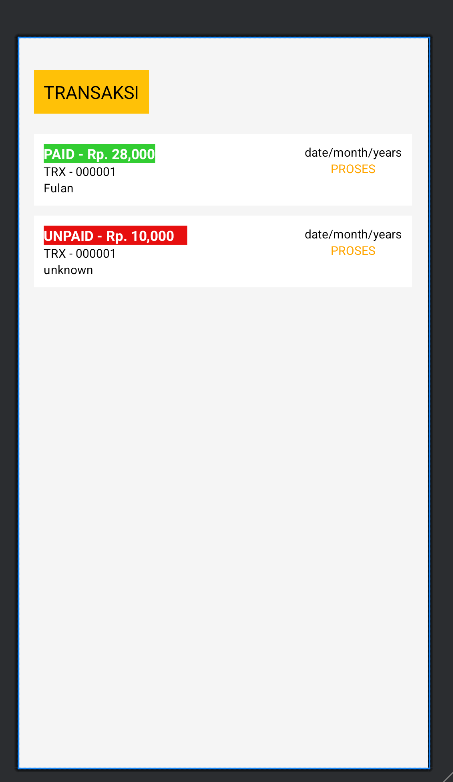 TRANSAKSI
PAID - Rp. 28,000
TRX - 000001
Fulan
date/month/years
PROSES
UNPAID - Rp. 10,000
TRX - 000001
unknown
date/month/years
PROSES